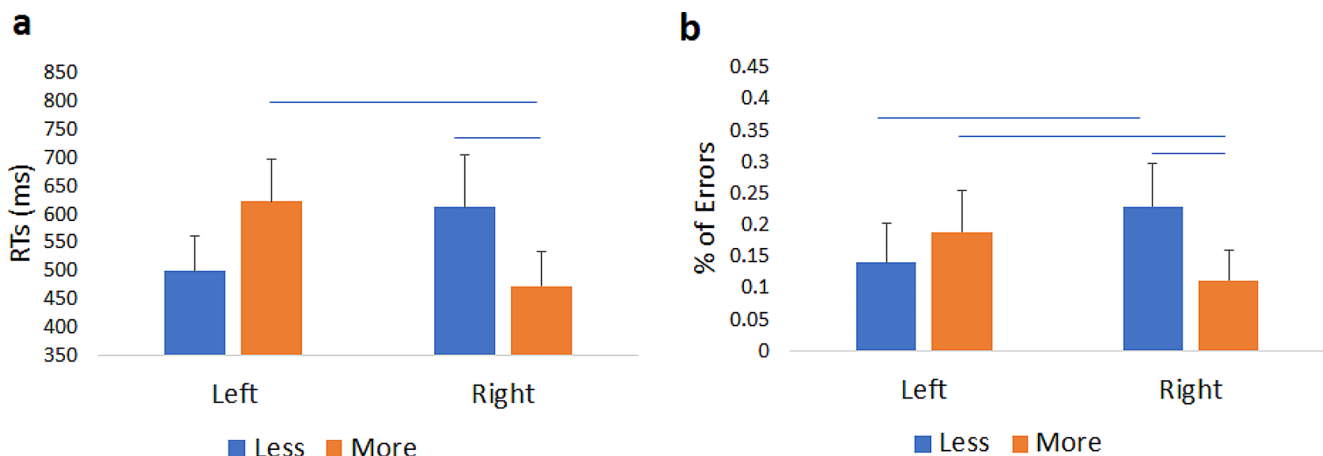 a
850
800
750
700
650
600
550
500
450
400
350
RTs (ms)
Left Right
Less More
b
0.45
0.4
0.35
0.3
0.25
0.2
0.15
0.1
0.05
0
% of Errors
Left Right
Less More